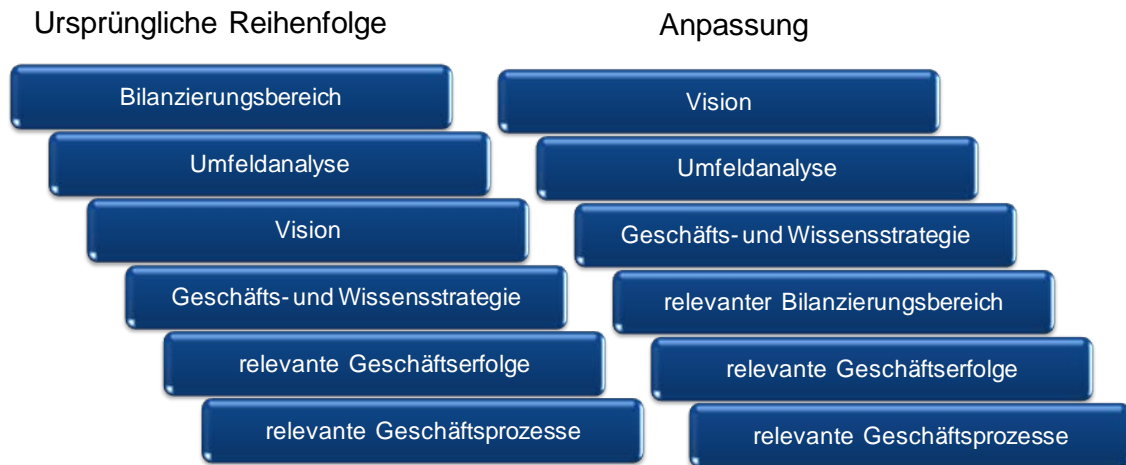 Ursprüngliche Reihenfolge
Bilanzierungsbereich
Umfeldanalyse
Vision
Geschäfts- und Wissensstrategie
relevante Geschäftserfolge
relevante Geschäftsprozesse
Anpassung
Vision
Umfeldanalyse
Geschäfts- und Wissensstrategie
relevanter Bilanzierungsbereich
relevante Geschäftserfolge
relevante Geschäftsprozesse